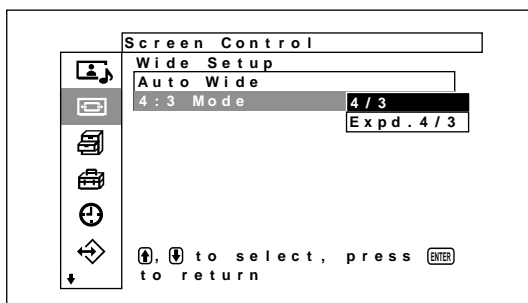 Screen Control
Wide Setup
Auto Wide
4:3 Mode 4/3
Expd.4/3
, to select, press ENTER
to return